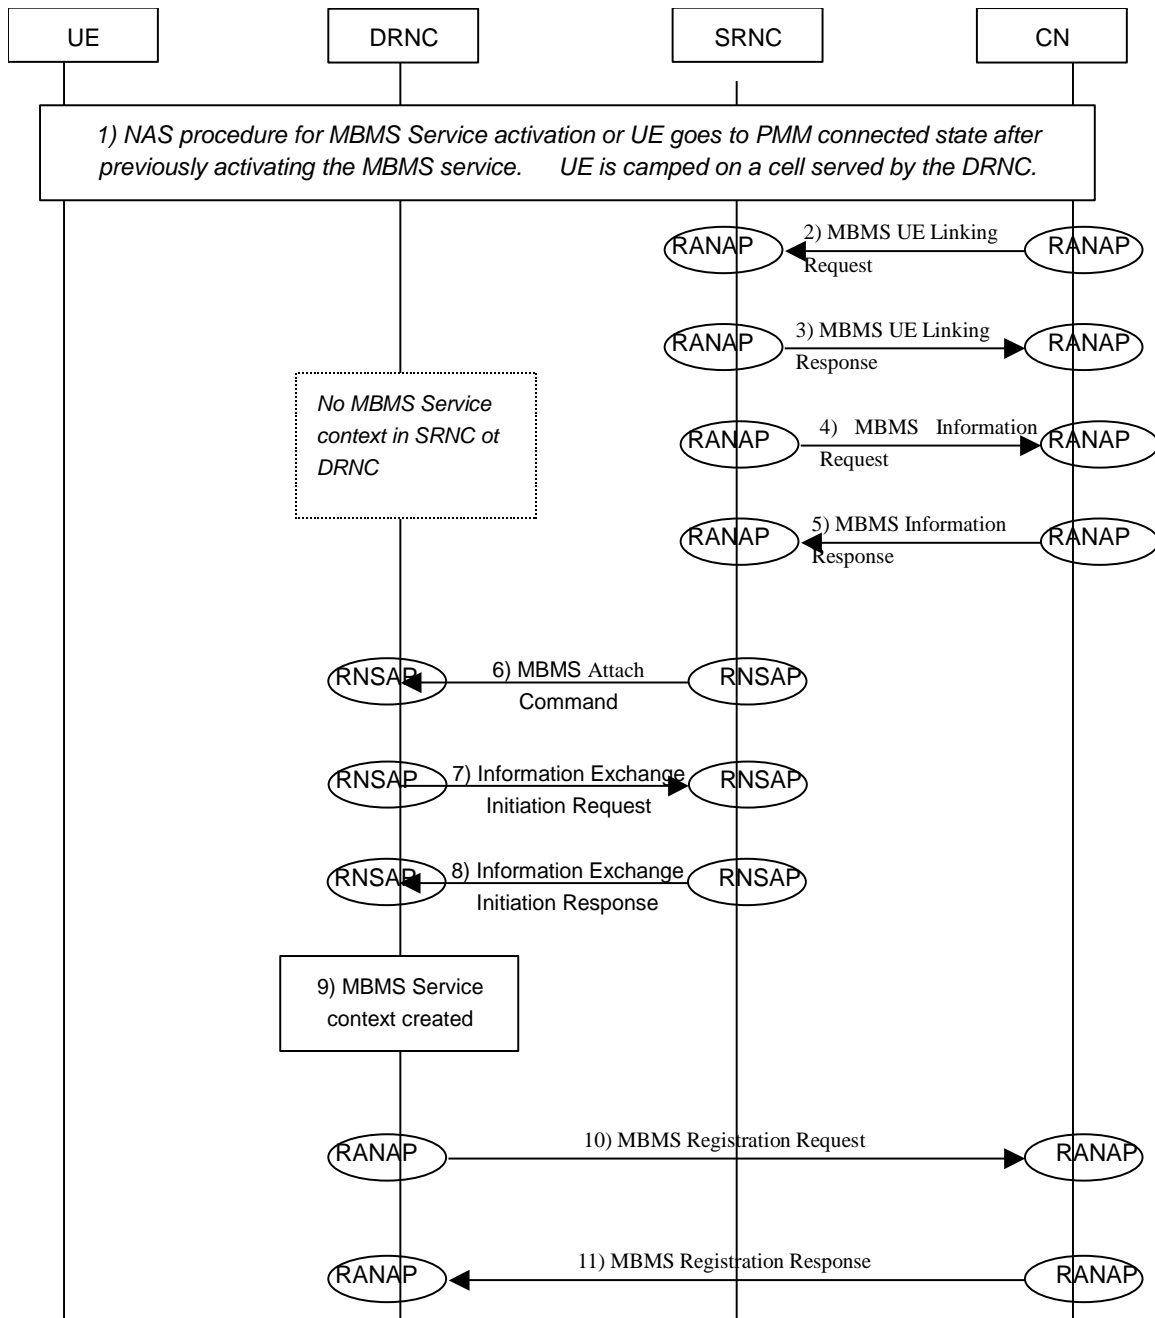 UE DRNC SRNC CN
1) NAS procedure for MBMS Service activation or UE goes to PMM connected state after
previously activating the MBMS service. UE is camped on a cell served by the DRNC.
RANAP 2) MBMS UE Linking RANAP
Request
RANAP 3) MBMS UE Linking RANAP
Response
No MBMS Service
context in SRNC ot
DRNC
RANAP 4) MBMS Information RANAP
Request
RANAP 5) MBMS Information RANAP
Response
RNSAP 6) MBMS Attach RNSAP
Command
RNSAP 7) Information Exchange RNSAP
Initiation Request
RNSAP 8) Information Exchange RNSAP
Initiation Response
9) MBMS Service
context created
RANAP 10) MBMS Registration Request RANAP
RANAP 11) MBMS Registration Response RANAP